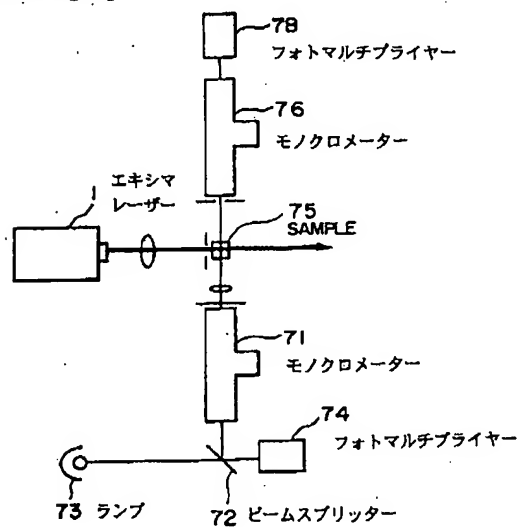 78
フォトマルチプライヤー
76
モノクロメーター
エキシマ
1 レーザー
75
SAMPLE
71
モノクロメーター
74
フォトマルチプライヤー
73 ランプ
72 ビームスプリッター